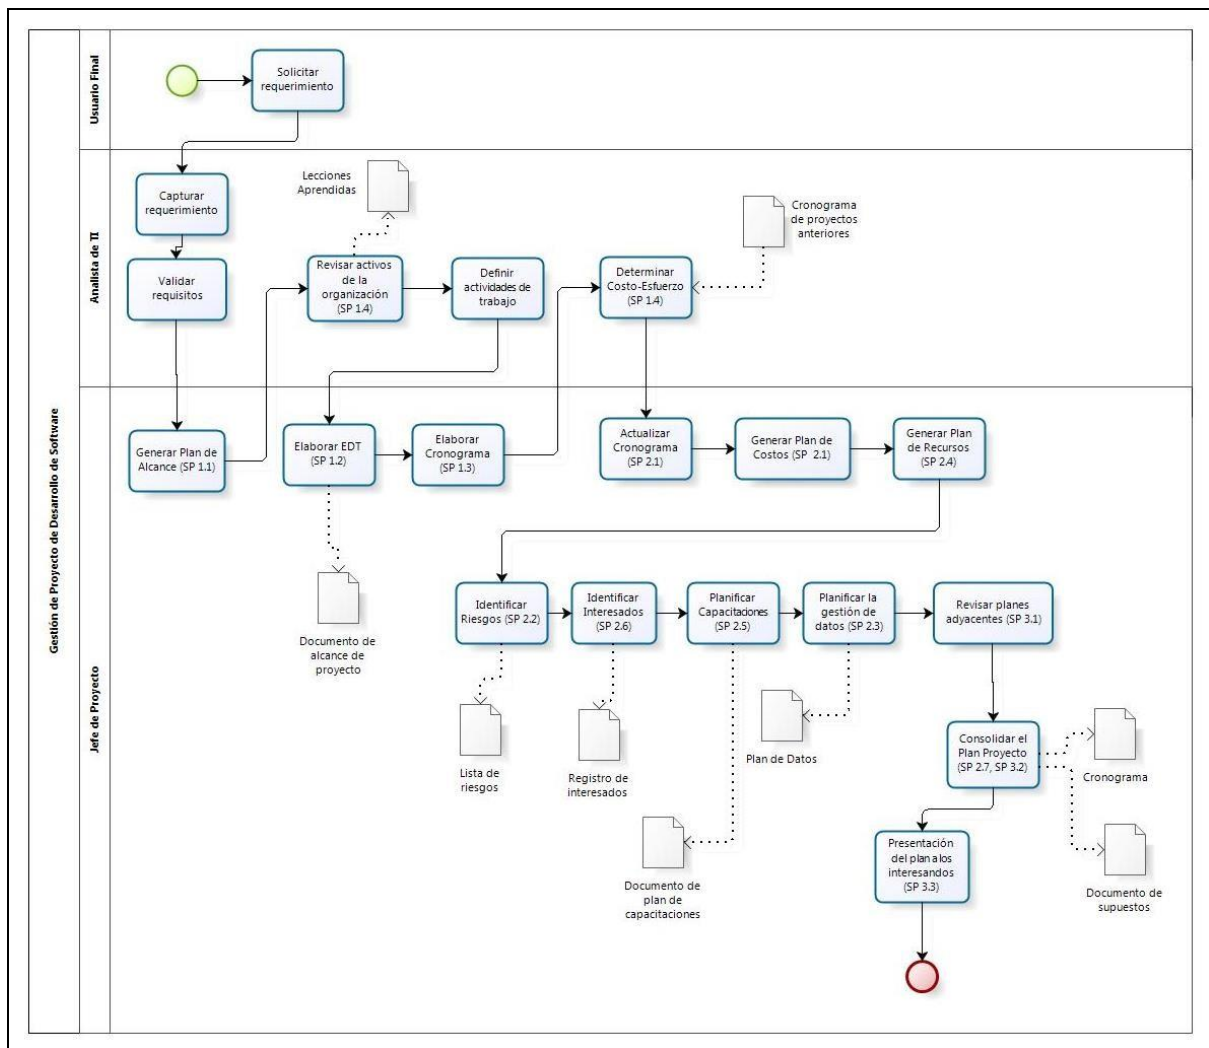 Gestión de Proyecto de Desarrollo de Software
Usuario Final
Solicitar
requerimiento
Analista de TI
Capturar
requerimiento
Validar
requisitos
Lecciones
Aprendidas
Revisar activos
de la
organización
(SP 1.4)
Definir
actividades de
trabajo
Determinar
Costo-Esfuerzo
(SP 1.4)
Cronograma
de proyectos
anteriores
Jefe de Proyecto
Generar Plan de
Alcance (SP 1.1)
Elaborar EDT
(SP 1.2)
Elaborar
Cronograma
(SP 1.3)
Actualizar
Cronograma
(SP 2.1)
Generar Plan de
Costos (SP 2.1)
Generar Plan
de Recursos
(SP 2.4)
Documento de
alcance de
proyecto
Identificar
Riesgos (SP 2.2)
Identificar
Interesados
(SP 2.6)
Planificar
Capacitaciones
(SP 2.5)
Planificar la
gestión de
datos (SP 2.3)
Revisar planes
adyacentes (SP 3.1)
Lista de
riesgos
Registro de
interesados
Plan de Datos
Consolidar el
Plan Proyecto
(SP 2.7, SP 3.2)
Cronograma
Documento de
plan de
capacitaciones
Presentación
del plan a los
interesandos
(SP 3.3)
Documento de
supuestos